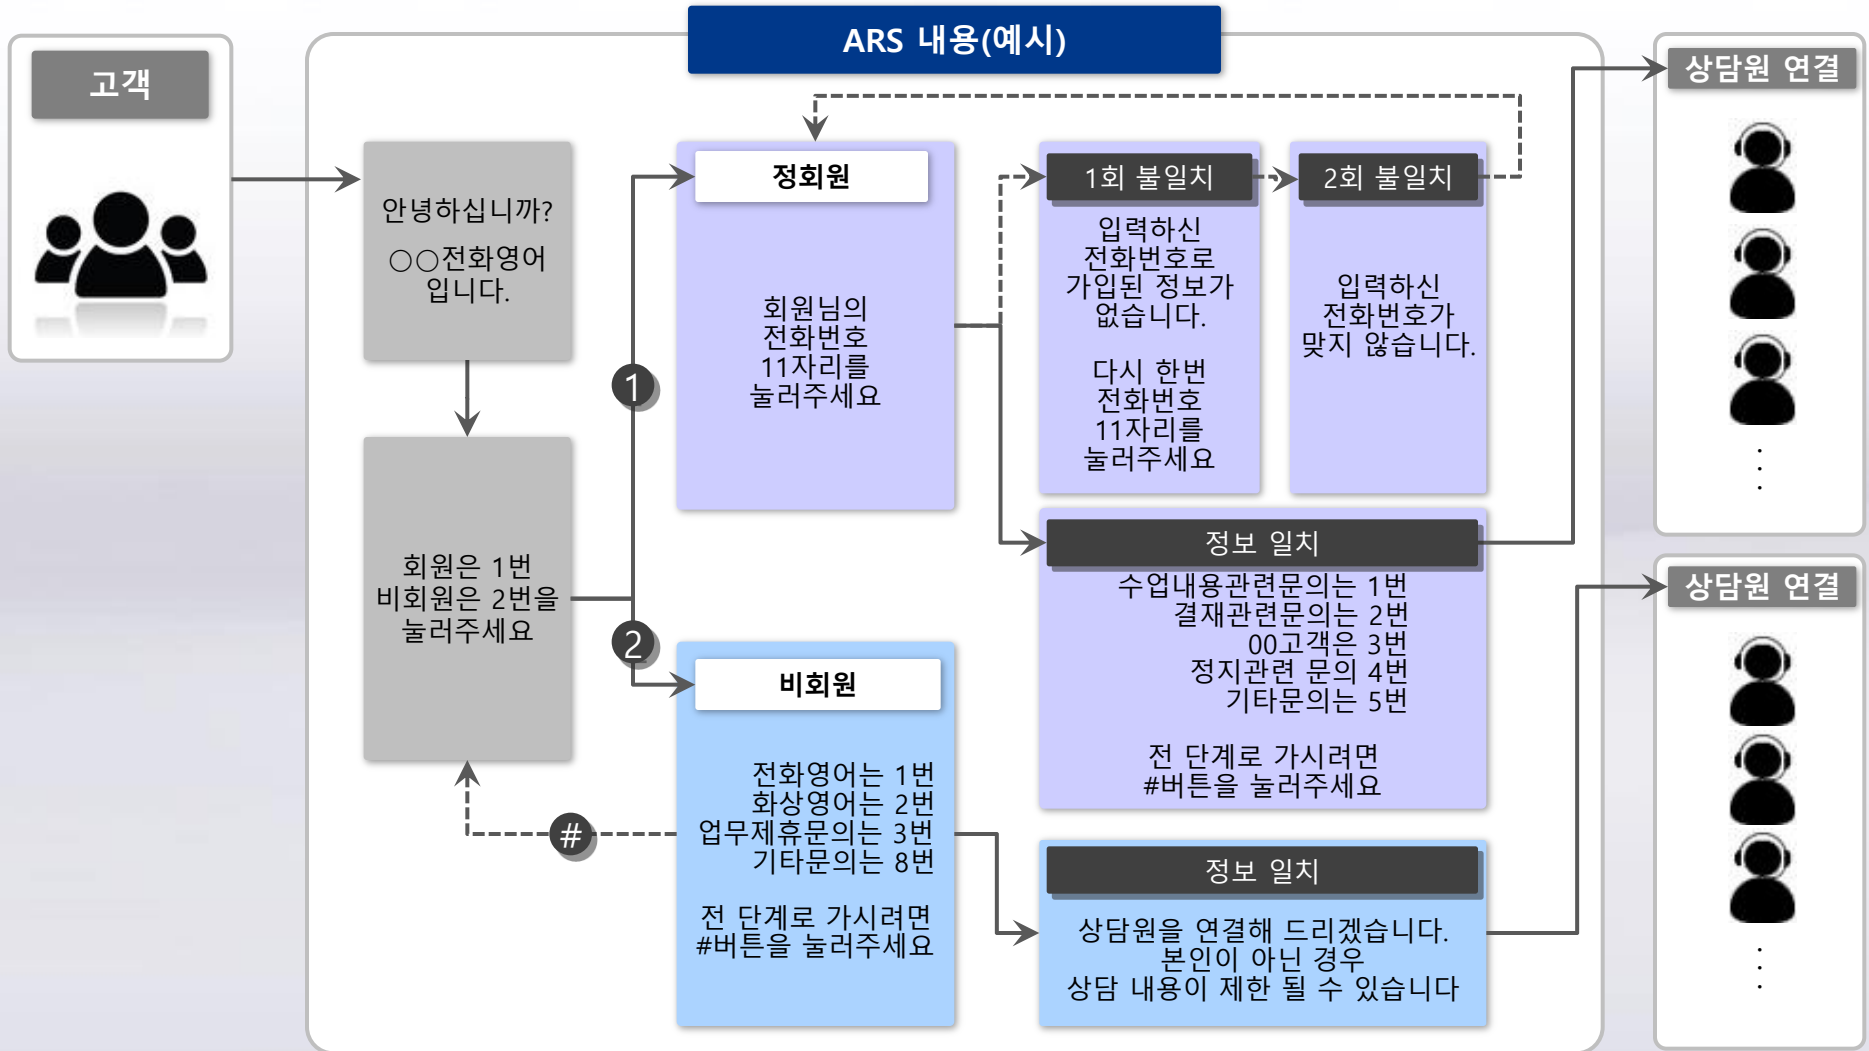 ARS 내용(예시)
고객
안녕하십니까?
○○전화영어
입니다.
회원은 1번
비회원은 2번을
눌러주세요
1
2
#
정회원
회원님의
전화번호
11자리를
눌러주세요
1회 불일치
입력하신
전화번호로
가입된 정보가
없습니다.
다시 한번
전화번호
11자리를
눌러주세요
2회 불일치
입력하신
전화번호가
맞지 않습니다.
정보 일치
수업내용관련문의는 1번
결재관련문의는 2번
00고객은 3번
정지관련 문의 4번
기타문의는 5번
전 단계로 가시려면
#버튼을 눌러주세요
비회원
전화영어는 1번
화상영어는 2번
업무제휴문의는 3번
기타문의는 8번
전 단계로 가시려면
#버튼을 눌러주세요
정보 일치
상담원을 연결해 드리겠습니다.
본인이 아닌 경우
상담 내용이 제한 될 수 있습니다
상담원 연결
상담원 연결